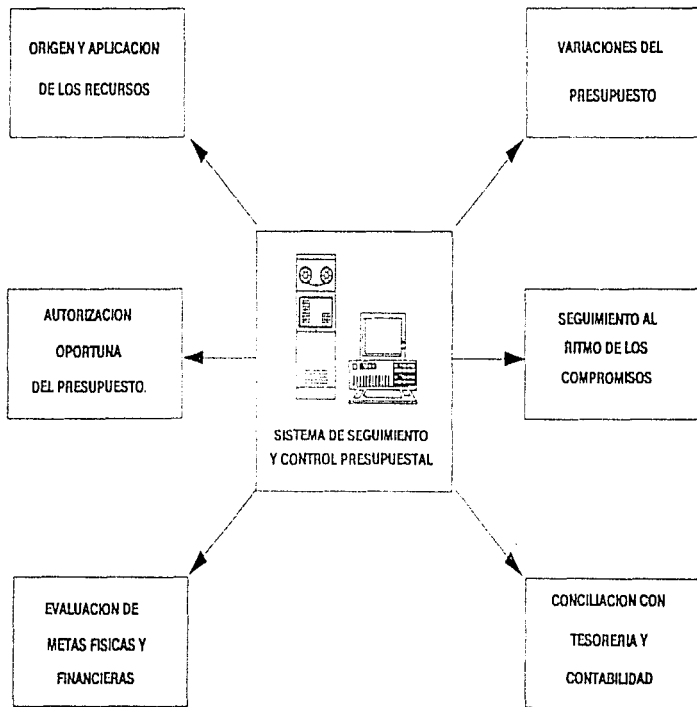 ORIGEN Y APLICACION
DE LOS RECURSOS
VARIACIONES DEL
PRESUPUESTO
AUTORIZACION
OPORTUNA
DEL PRESUPUESTO.
SISTEMA DE SEGUIMIENTO
Y CONTROL PRESUPUESTAL
SEGUIMIENTO AL
RITMO DE LOS
COMPROMISOS
EVALUACION DE
METAS FISICAS Y
FINANCIERAS
CONCILIACION CON
TESORERIA Y
CONTABILIDAD